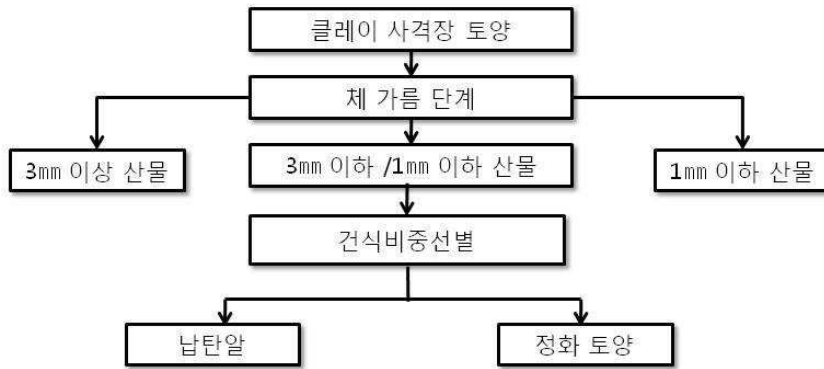 클레이 사격장 토양
체 가름 단계
3㎜ 이상 산물
3㎜ 이하 /1㎜ 이하 산물
1㎜ 이하 산물
건식비중선별
납탄알
정화 토양